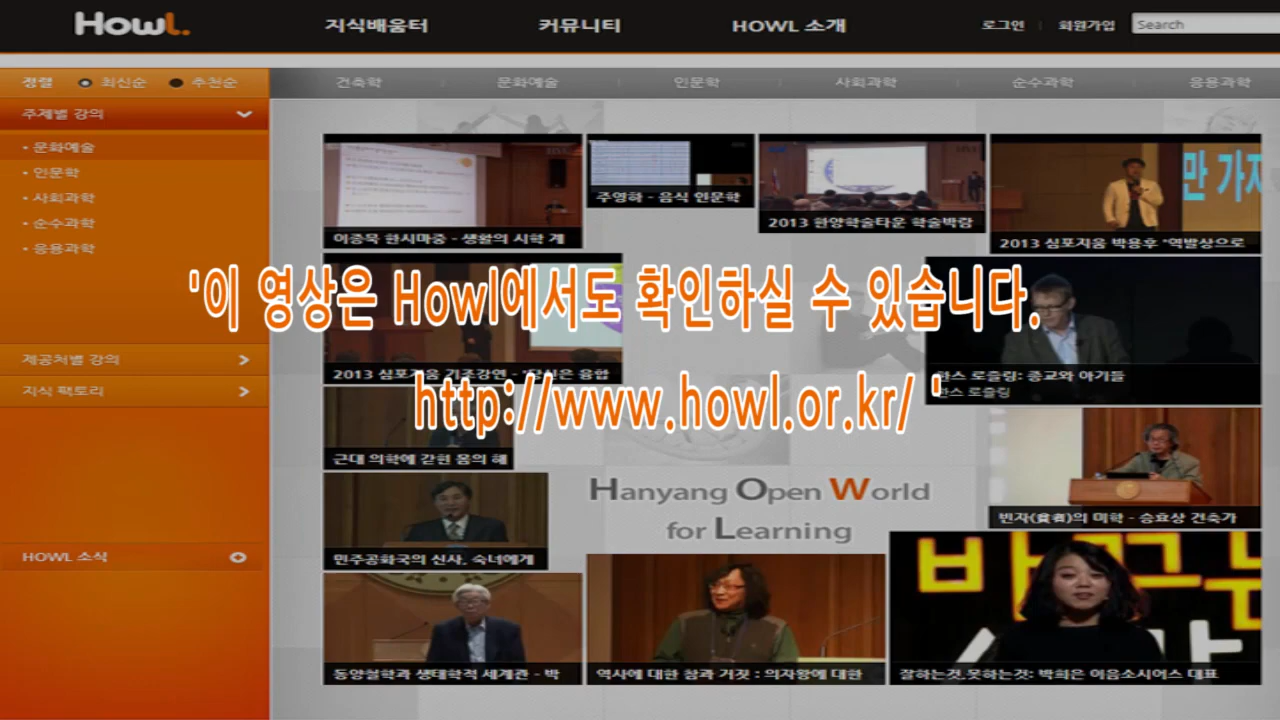 Howl.
지식배움터
커뮤니티
HOWL 소개
로그인
회원가입
Search
정렬
최신순
추천순
건축학
문화예술
인문학
사회과학
순수과학
응용과학
주제별 강의
• 문화예술
• 인문학
• 사회과학
• 순수과학
• 응용과학
제공처별 강의
지식 팩토리
HOWL 소식
이종묵 한시마중 - 생활의 시학 계
주영하 - 음식 인문학
2013 한양학술타운 학술박람
만 가지
2013 심포지움 박용후 "역발상으로
'이 영상은 Howl에서도 확인하실 수 있습니다.
http://www.howl.or.kr/ '
2013 심포지움 기조강연 - '당신은 융합
한스 로즐링: 종교와 아기들
한스 로즐링
근대 의학에 갇힌 몸의 해
Hanyang Open World
for Learning
빈자(貧者)의 미학 - 승효상 건축가
민주공화국의 신사, 숙녀에게
바꾸는
동양철학과 생태학적 세계관 - 박
역사에 대한 참과 거짓 : 의자왕에 대한
잘하는것,못하는것: 박희은 이음소시어스 대표